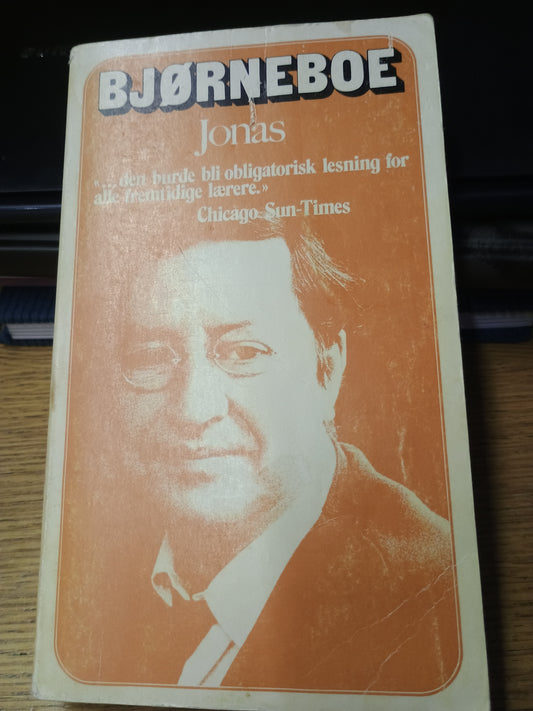 BJØRNEBOE
Jonas
«... den burde bli obligatorisk lesning for
alle fremtidige lærere.»
Chicago Sun-Times